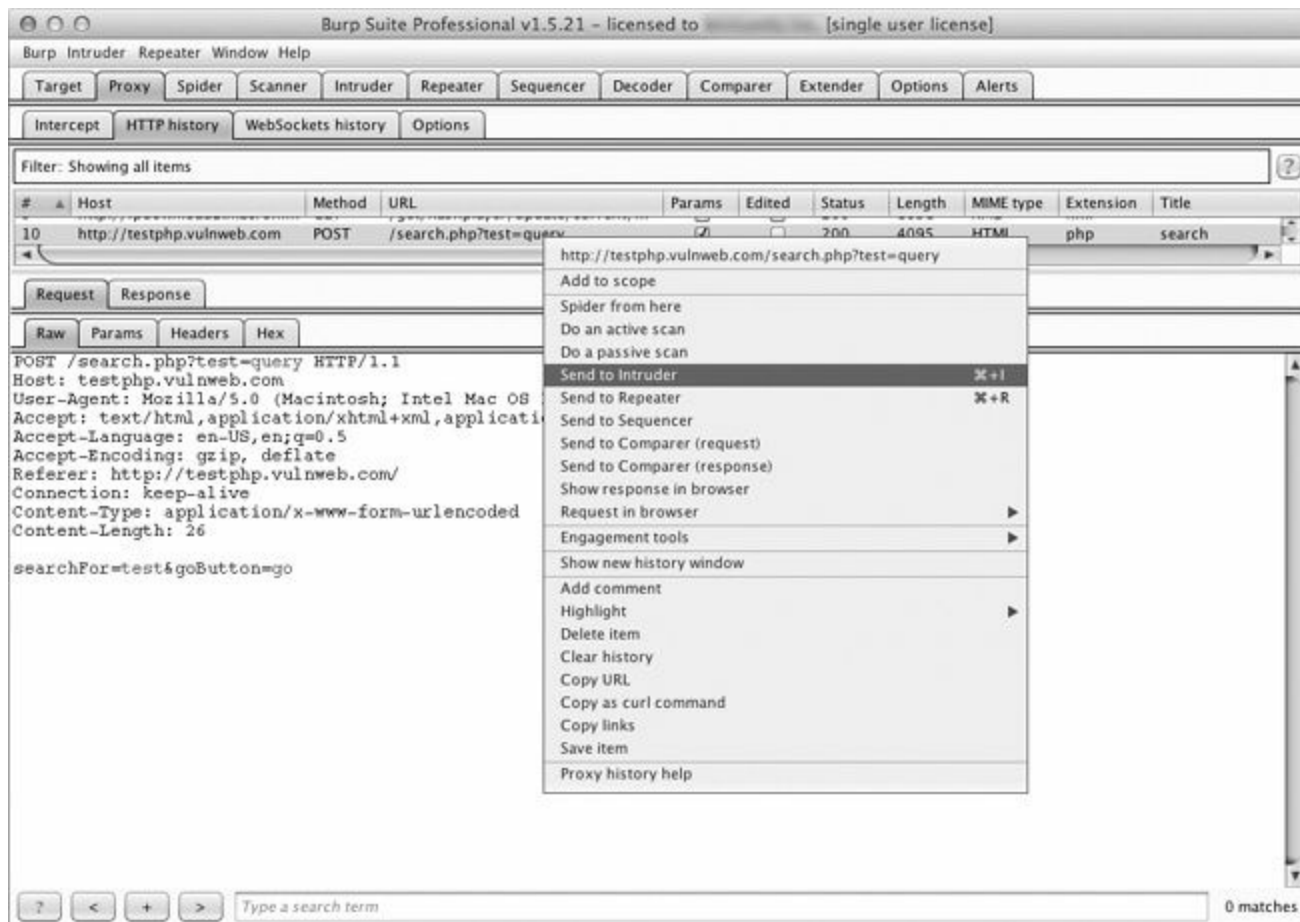 Burp Suite Professional v1.5.21 – licensed to [single user license]
Burp Intruder Repeater Window Help
Target Proxy Spider Scanner Intruder Repeater Sequencer Decoder Comparer Extender Options Alerts
Intercept HTTP history WebSockets history Options
Filter: Showing all items ?
# Host Method URL Params Edited Status Length MIME type Extension Title
10 http://testphp.vulnweb.com POST /search.php?test=query 200 4095 HTML php search
Request Response
Raw Params Headers Hex
POST /search.php?test=query HTTP/1.1
Host: testphp.vulnweb.com
User-Agent: Mozilla/5.0 (Macintosh; Intel Mac OS
Accept: text/html,application/xhtml+xml,applicati
Accept-Language: en-US,en;q=0.5
Accept-Encoding: gzip, deflate
Referer: http://testphp.vulnweb.com/
Connection: keep-alive
Content-Type: application/x-www-form-urlencoded
Content-Length: 26
searchFor=test&goButton=go
http://testphp.vulnweb.com/search.php?test=query
Add to scope
Spider from here
Do an active scan
Do a passive scan
Send to Intruder ⌘+I
Send to Repeater ⌘+R
Send to Sequencer
Send to Comparer (request)
Send to Comparer (response)
Show response in browser
Request in browser
Engagement tools
Show new history window
Add comment
Highlight
Delete item
Clear history
Copy URL
Copy as curl command
Copy links
Save item
Proxy history help
? < + > Type a search term 0 matches